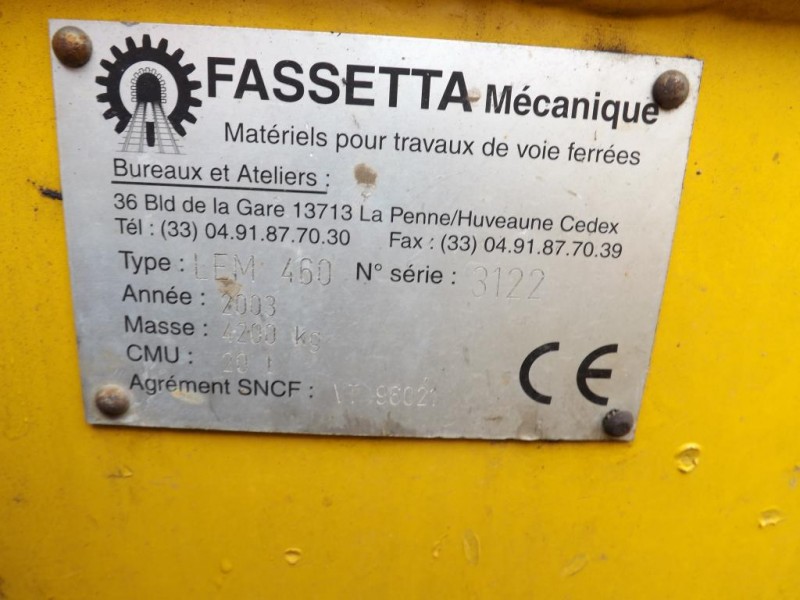 FASSETTA Mécanique
Matériels pour travaux de voie ferrées
Bureaux et Ateliers :
36 Bld de la Gare 13713 La Penne/Huveaune Cedex
Tél : (33) 04.91.87.70.30 Fax : (33) 04.91.87.70.39
Type : LEM 460 N° série : 3122
Année : 2003
Masse : 4200 kg
CMU : 20 T
Agrément SNCF :
CE